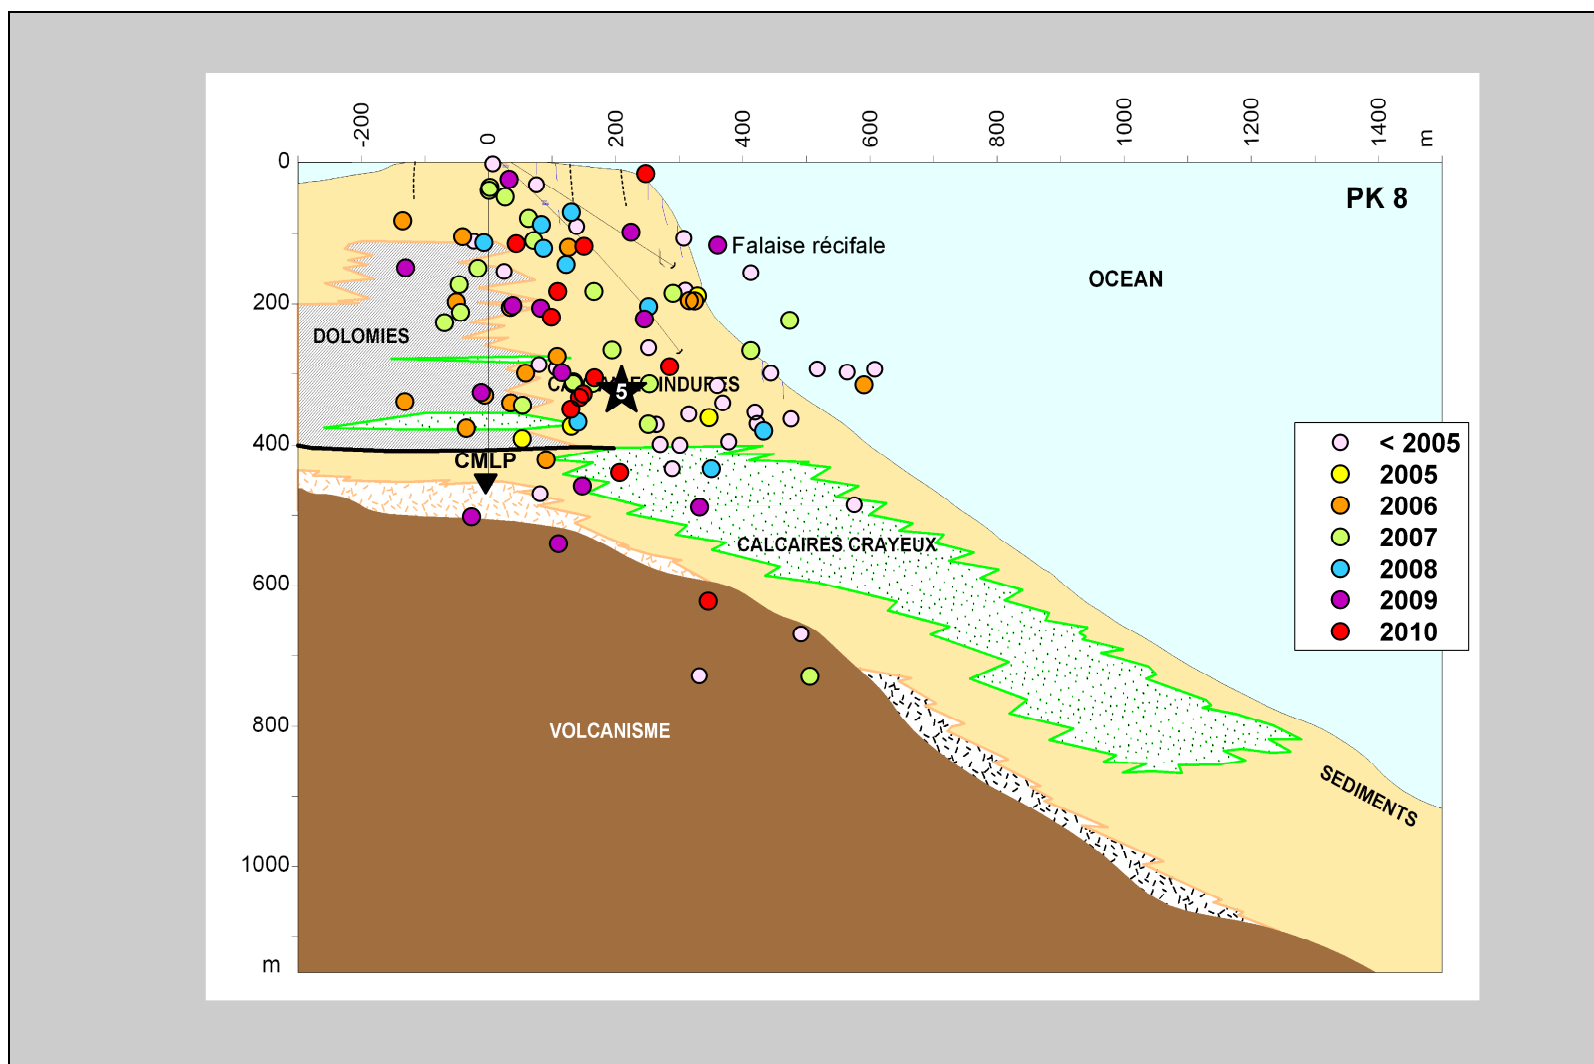 -200 0 200 400 600 800 1000 1200 1400 m
0
PK 8
Falaise récifale
OCEAN
200
DOLOMIES
5 INDURES
400
CMLP
< 2005
2005
2006
2007
2008
2009
2010
CALCAIRES CRAYEUX
600
VOLCANISME
800
SEDIMENTS
1000
m